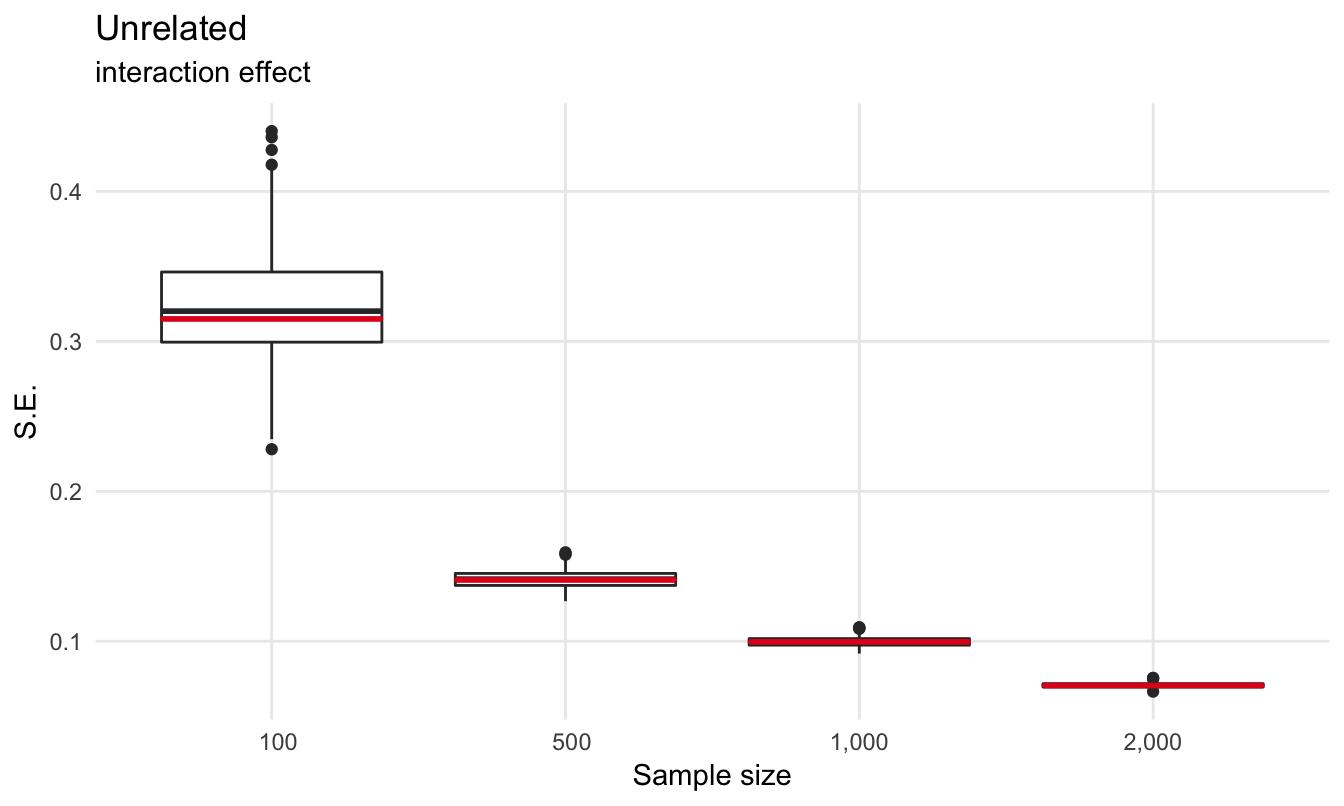 Unrelated
interaction effect
S.E.
0.4
0.3
0.2
0.1
100 500 1,000 2,000
Sample size